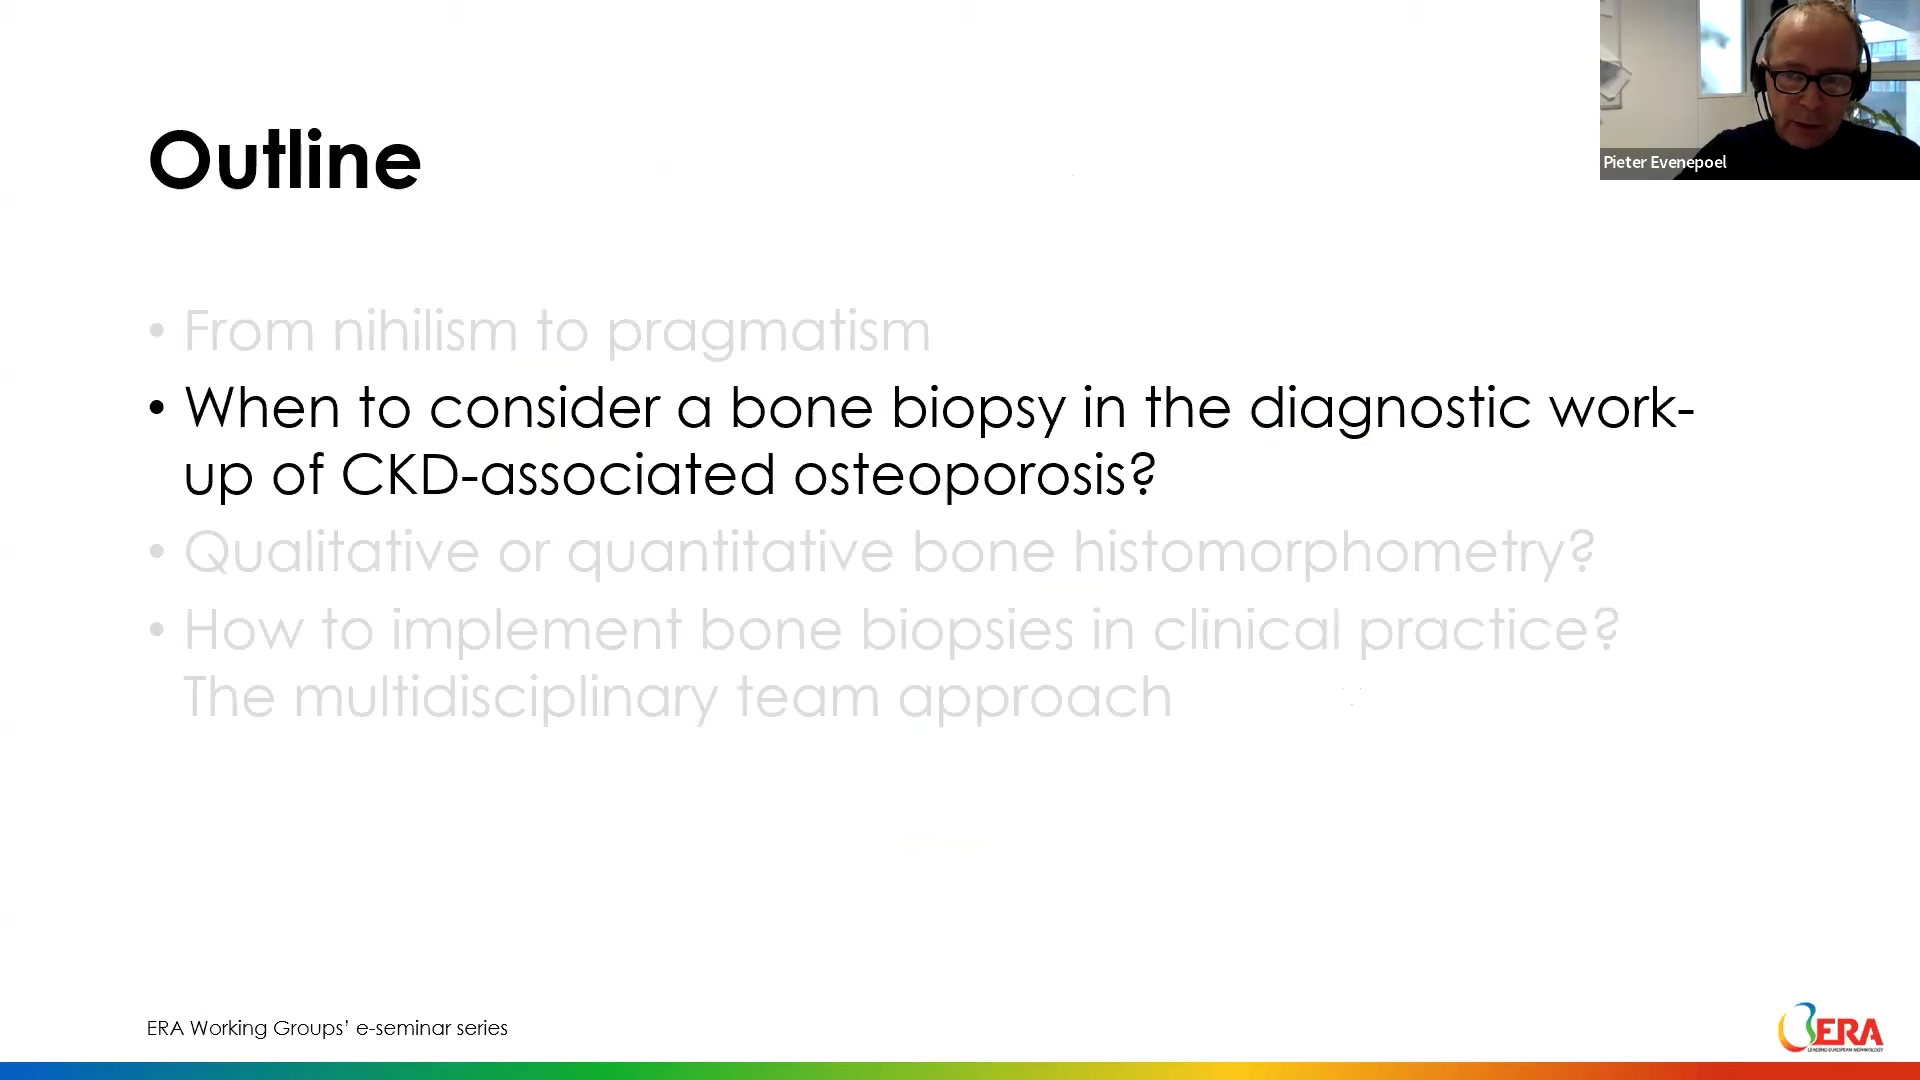 Pieter Evenepoel
Outline
• From nihilism to pragmatism
• When to consider a bone biopsy in the diagnostic work-
up of CKD-associated osteoporosis?
• Qualitative or quantitative bone histomorphometry?
• How to implement bone biopsies in clinical practice?
The multidisciplinary team approach
ERA Working Groups’ e-seminar series
ERA
LEADING EUROPEAN NEPHROLOGY